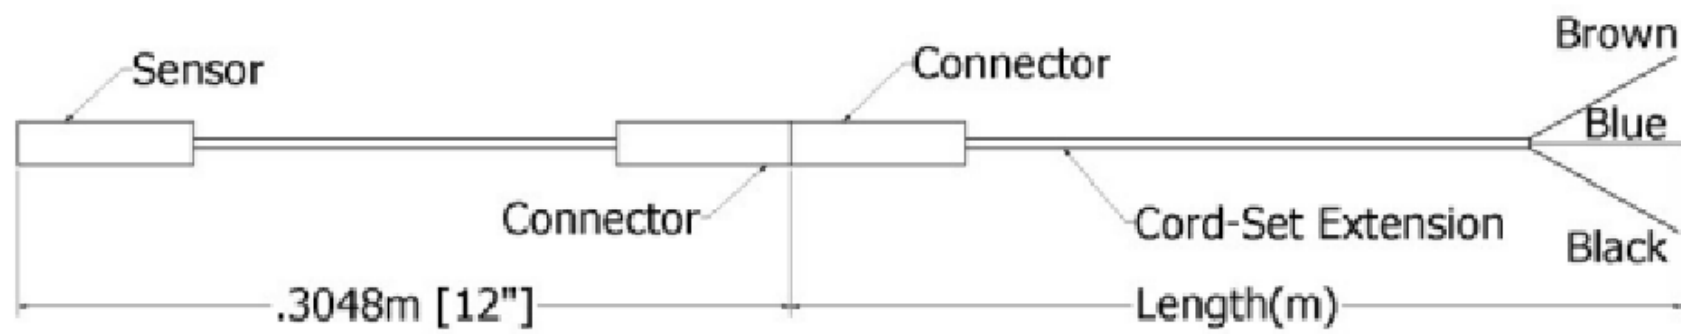 Brown
Sensor
Connector
Blue
Connector
Cord-Set Extension
Black
.3048m [12"]
Length(m)